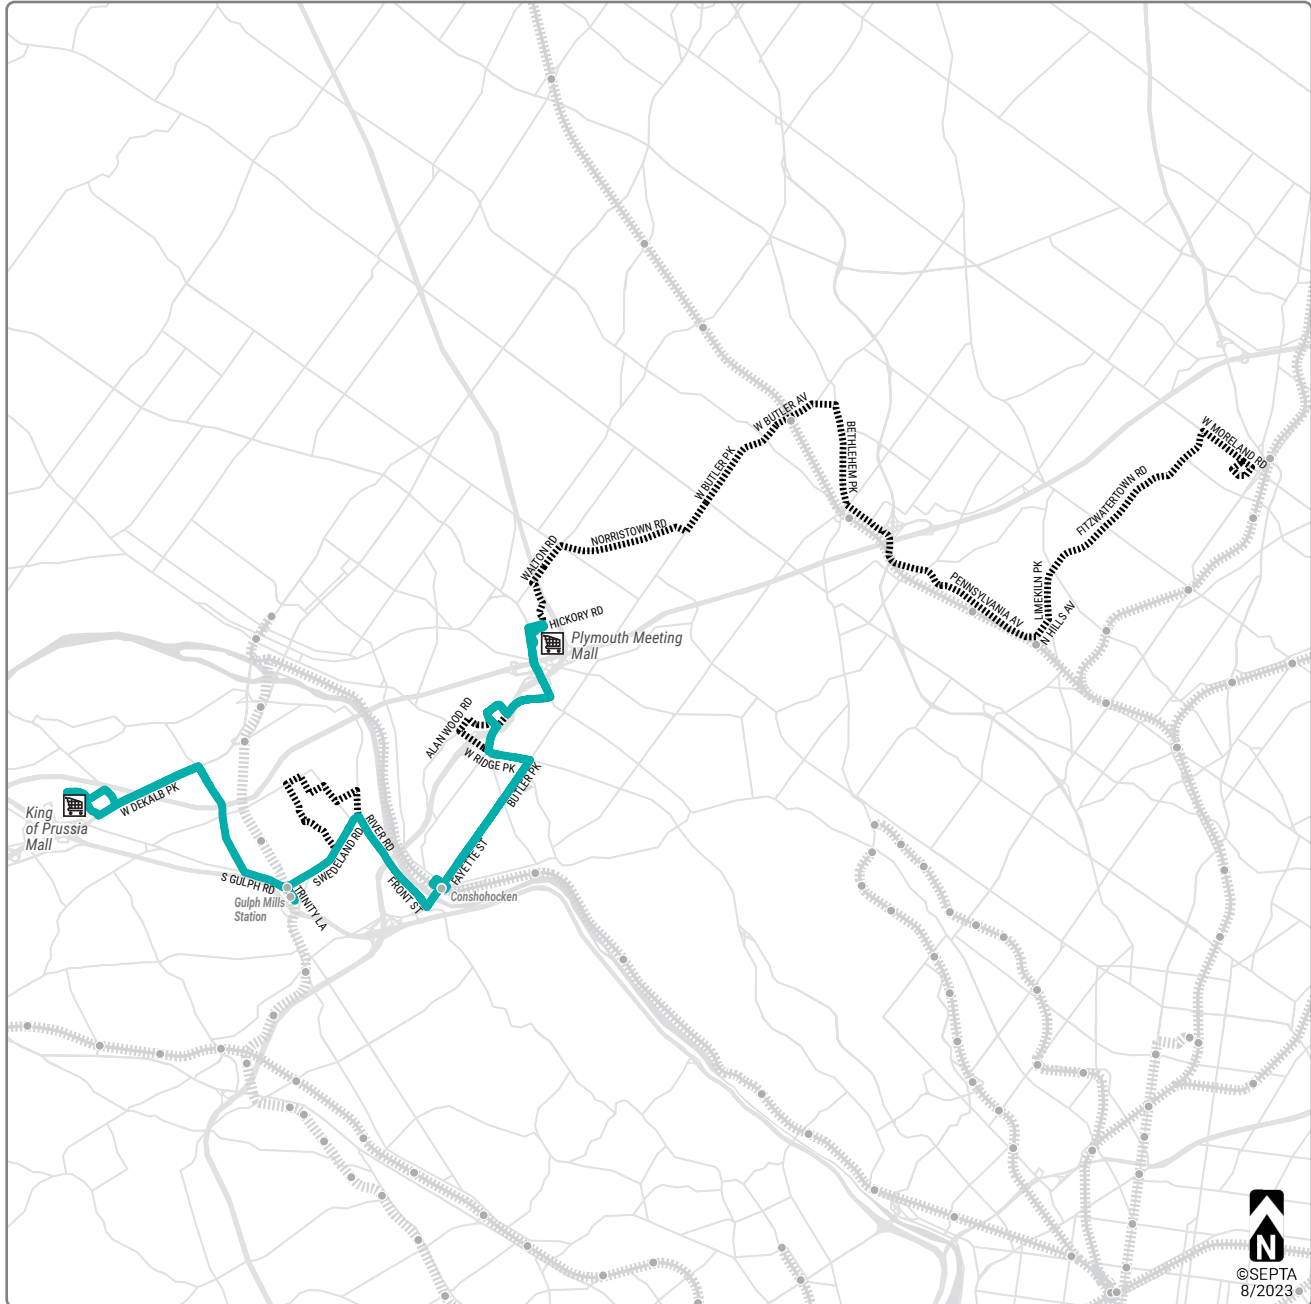 W BUTLER AV
BETHLEHEM PK
W MORELAND RD
W BUTLER PK
FITZWATERTOWN RD
NORRISTOWN RD
WALTON RD
PENNSYLVANIA AV
LIMEKILN PK
N HILLS AV
HICKORY RD
Plymouth Meeting
Mall
ALAN WOOD RD
W RIDGE PK
BUTLER PK
W DEKALB PK
King
of Prussia
Mall
RIVER RD
SWEDELAND RD
FAYETTE ST
S GULPH RD
FRONT ST
TRINITY LA
Gulph Mills
Station
Conshohocken
N
©SEPTA
8/2023